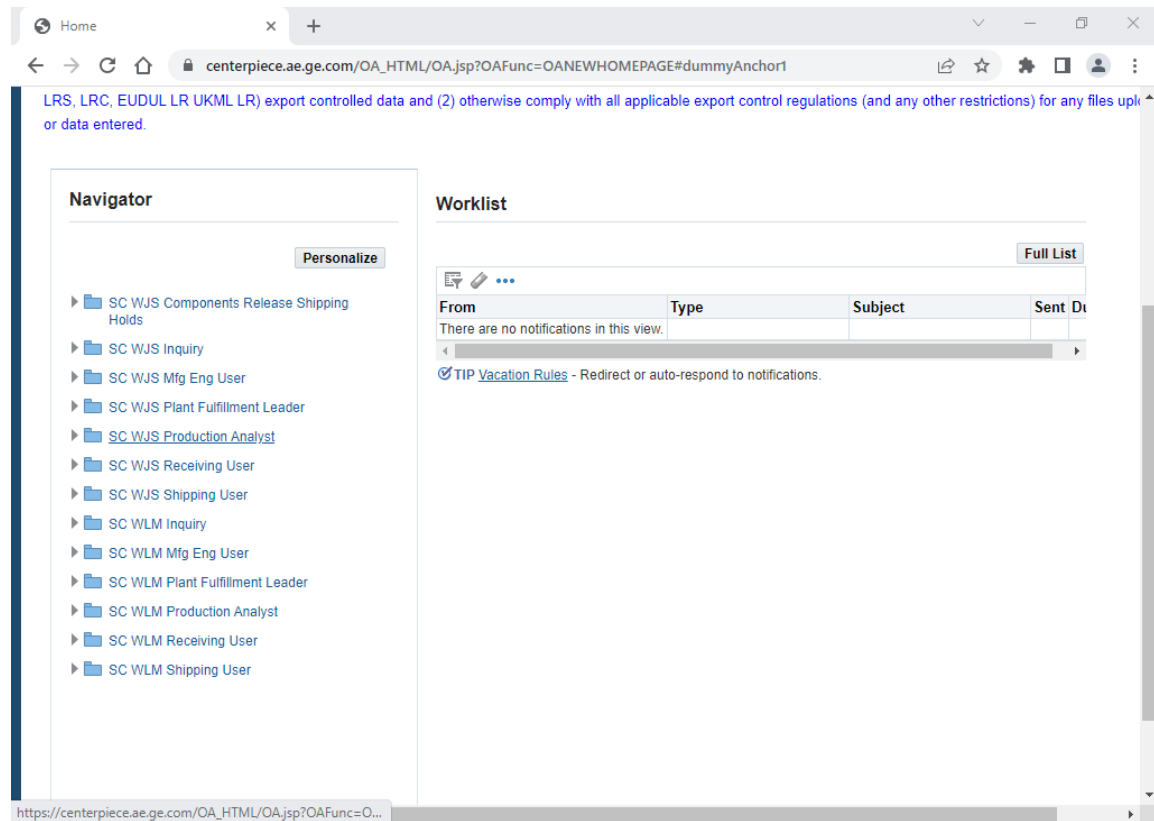 Home
centerpiece.ae.ge.com/OA_HTML/OA.jsp?OAFunc=OANEWHOMEPAGE#dummyAnchor1
LRS, LRC, EUDUL LR UKML LR) export controlled data and (2) otherwise comply with all applicable export control regulations (and any other restrictions) for any files uplo
or data entered.
Navigator
Personalize
SC WJS Components Release Shipping
Holds
SC WJS Inquiry
SC WJS Mfg Eng User
SC WJS Plant Fulfillment Leader
SC WJS Production Analyst
SC WJS Receiving User
SC WJS Shipping User
SC WLM Inquiry
SC WLM Mfg Eng User
SC WLM Plant Fulfillment Leader
SC WLM Production Analyst
SC WLM Receiving User
SC WLM Shipping User
Worklist
Full List
From Type Subject Sent Du
There are no notifications in this view.
TIP Vacation Rules - Redirect or auto-respond to notifications.
https://centerpiece.ae.ge.com/OA_HTML/OA.jsp?OAFunc=O...